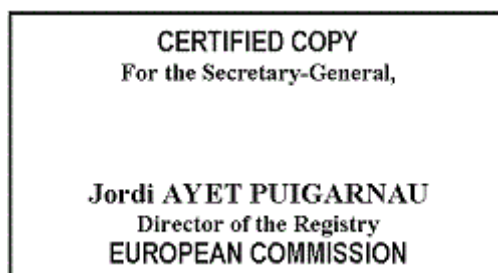 CERTIFIED COPY
For the Secretary-General,
Jordi AYET PUIGARNAU
Director of the Registry
EUROPEAN COMMISSION